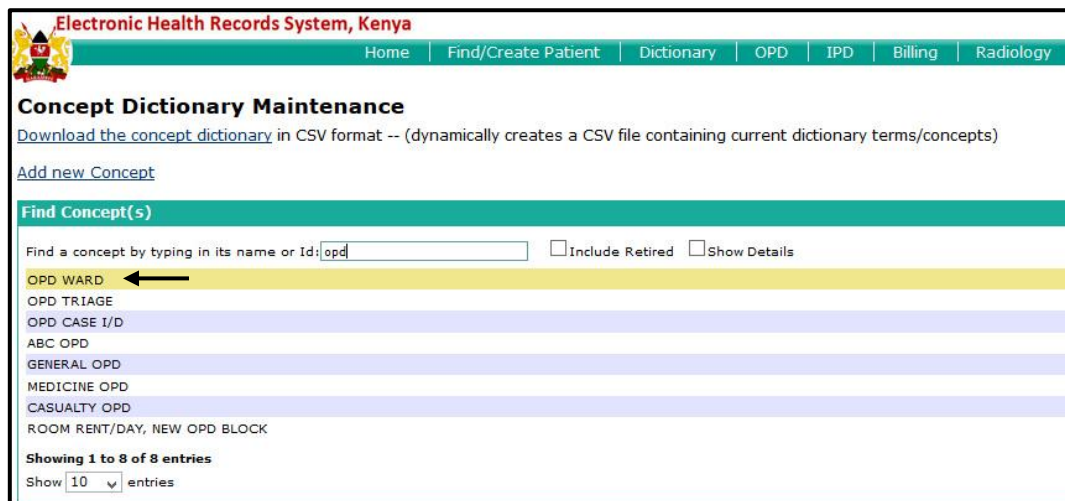 Electronic Health Records System, Kenya
Home Find/Create Patient Dictionary OPD IPD Billing Radiology
Concept Dictionary Maintenance
Download the concept dictionary in CSV format -- (dynamically creates a CSV file containing current dictionary terms/concepts)
Add new Concept
Find Concept(s)
Find a concept by typing in its name or Id: opd Include Retired Show Details
OPD WARD
OPD TRIAGE
OPD CASE I/D
ABC OPD
GENERAL OPD
MEDICINE OPD
CASUALTY OPD
ROOM RENT/DAY, NEW OPD BLOCK
Showing 1 to 8 of 8 entries
Show 10 entries